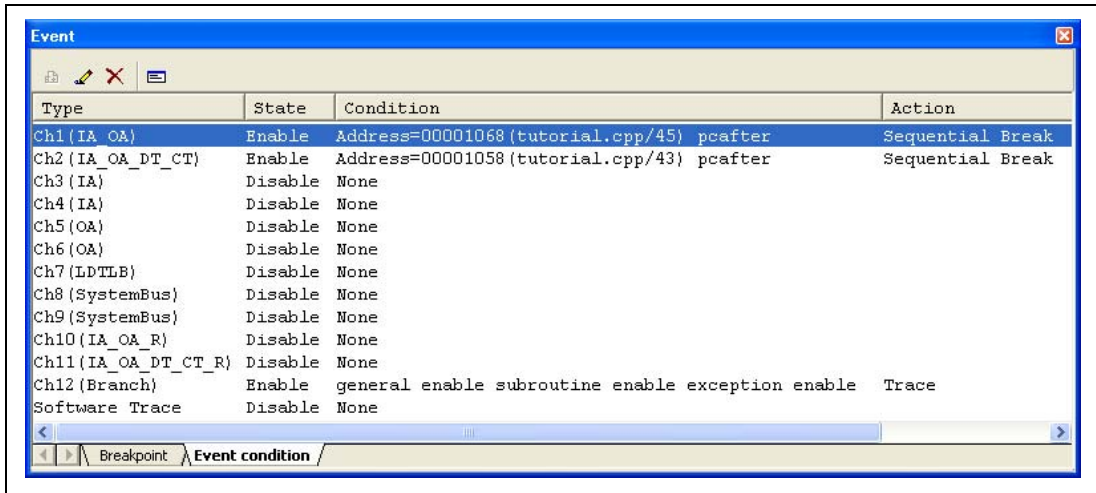 Event
Type State Condition Action
Ch1(IA_OA) Enable Address=00001068(tutorial.cpp/45) pcafter Sequential Break
Ch2(IA_OA_DT_CT) Enable Address=00001058(tutorial.cpp/43) pcafter Sequential Break
Ch3(IA) Disable None
Ch4(IA) Disable None
Ch5(OA) Disable None
Ch6(OA) Disable None
Ch7(LDTLB) Disable None
Ch8(SystemBus) Disable None
Ch9(SystemBus) Disable None
Ch10(IA_OA_R) Disable None
Ch11(IA_OA_DT_CT_R) Disable None
Ch12(Branch) Enable general enable subroutine enable exception enable Trace
Software Trace Disable None
Breakpoint Event condition